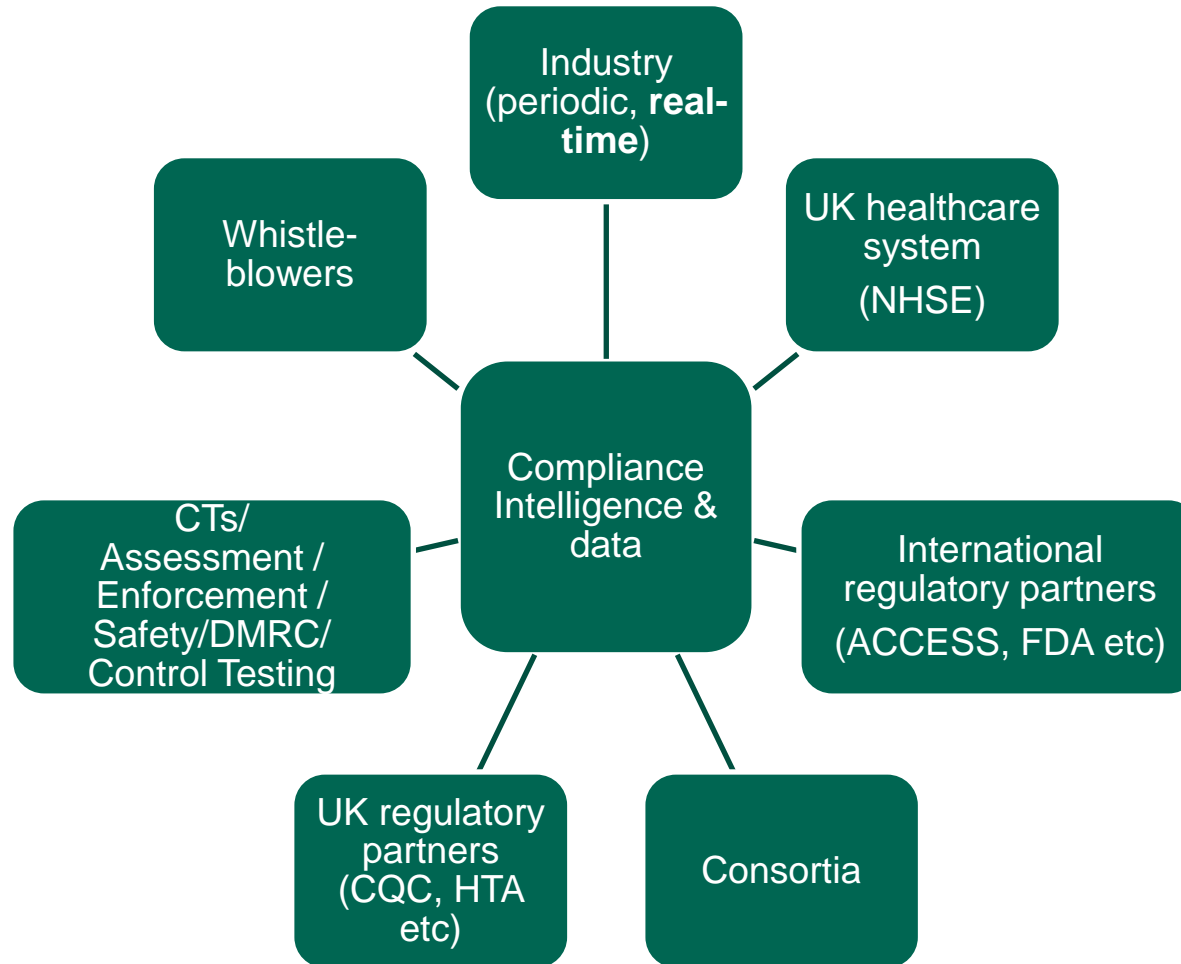 Industry
(periodic, real-
time)
Whistle-
blowers
UK healthcare
system
(NHSE)
Compliance
Intelligence &
data
CTs/
Assessment /
Enforcement /
Safety/DMRC/
Control Testing
International
regulatory partners
(ACCESS, FDA etc)
UK regulatory
partners
(CQC, HTA
etc)
Consortia